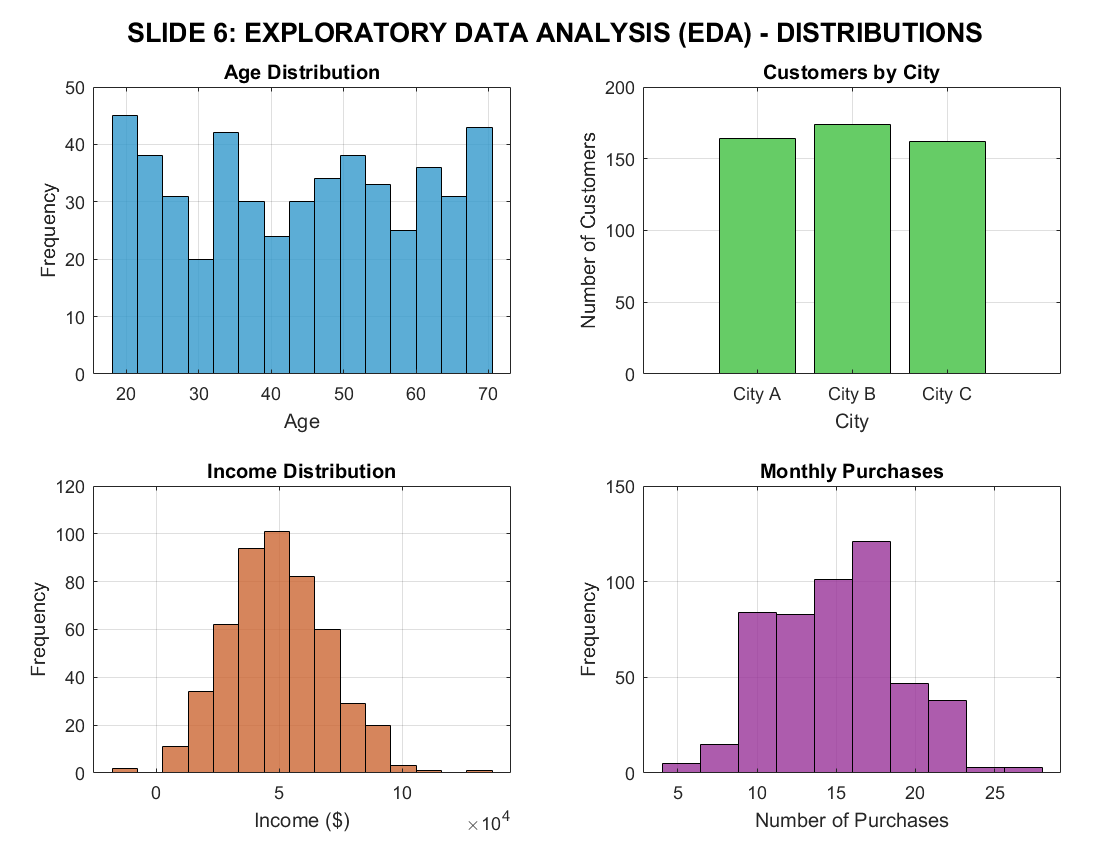 SLIDE 6: EXPLORATORY DATA ANALYSIS (EDA) - DISTRIBUTIONS
Age Distribution
50
40
30
20
10
0
Frequency
20 30 40 50 60 70
Age
Customers by City
200
150
100
50
0
Number of Customers
City A City B City C
City
Income Distribution
120
100
80
60
40
20
0
Frequency
0 5 10
Income ($)
×10⁴
Monthly Purchases
150
100
50
0
Frequency
5 10 15 20 25
Number of Purchases